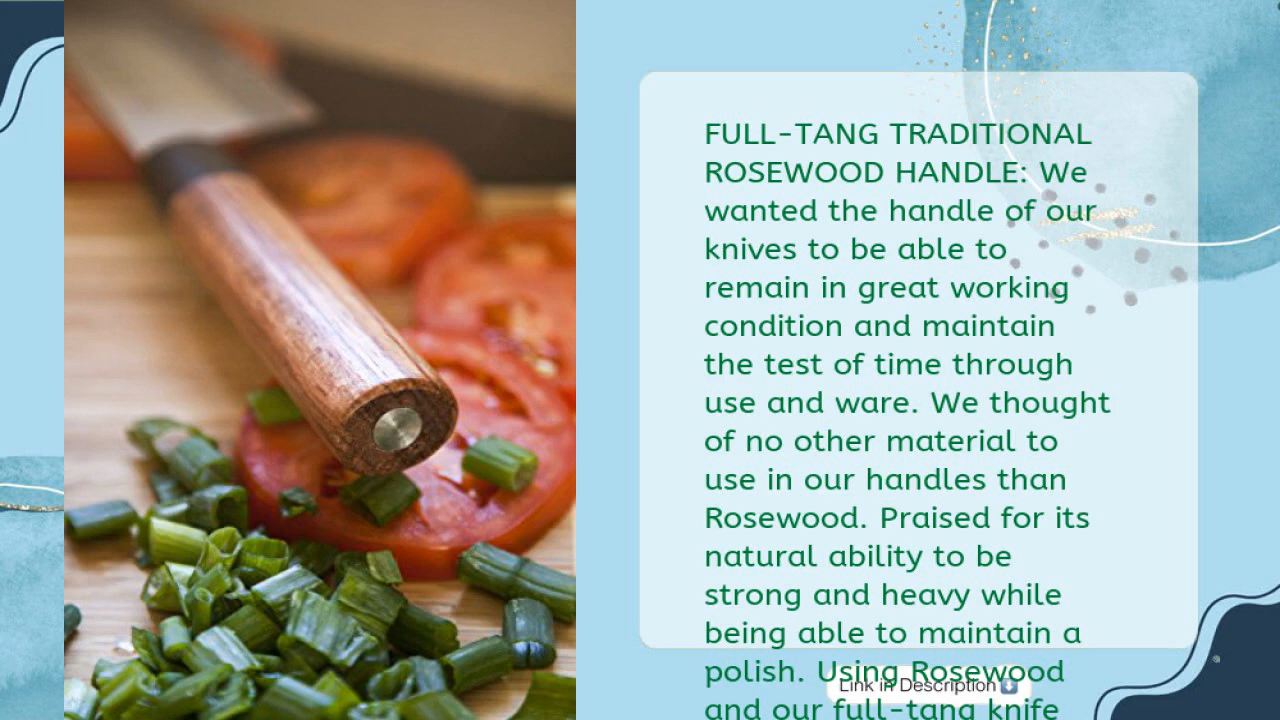 FULL-TANG TRADITIONAL
ROSEWOOD HANDLE: We
wanted the handle of our
knives to be able to
remain in great working
condition and maintain
the test of time through
use and ware. We thought
of no other material to
use in our handles than
Rosewood. Praised for its
natural ability to be
strong and heavy while
being able to maintain a
polish. Using Rosewood
Link in Description⬇️
and our full-tang knife